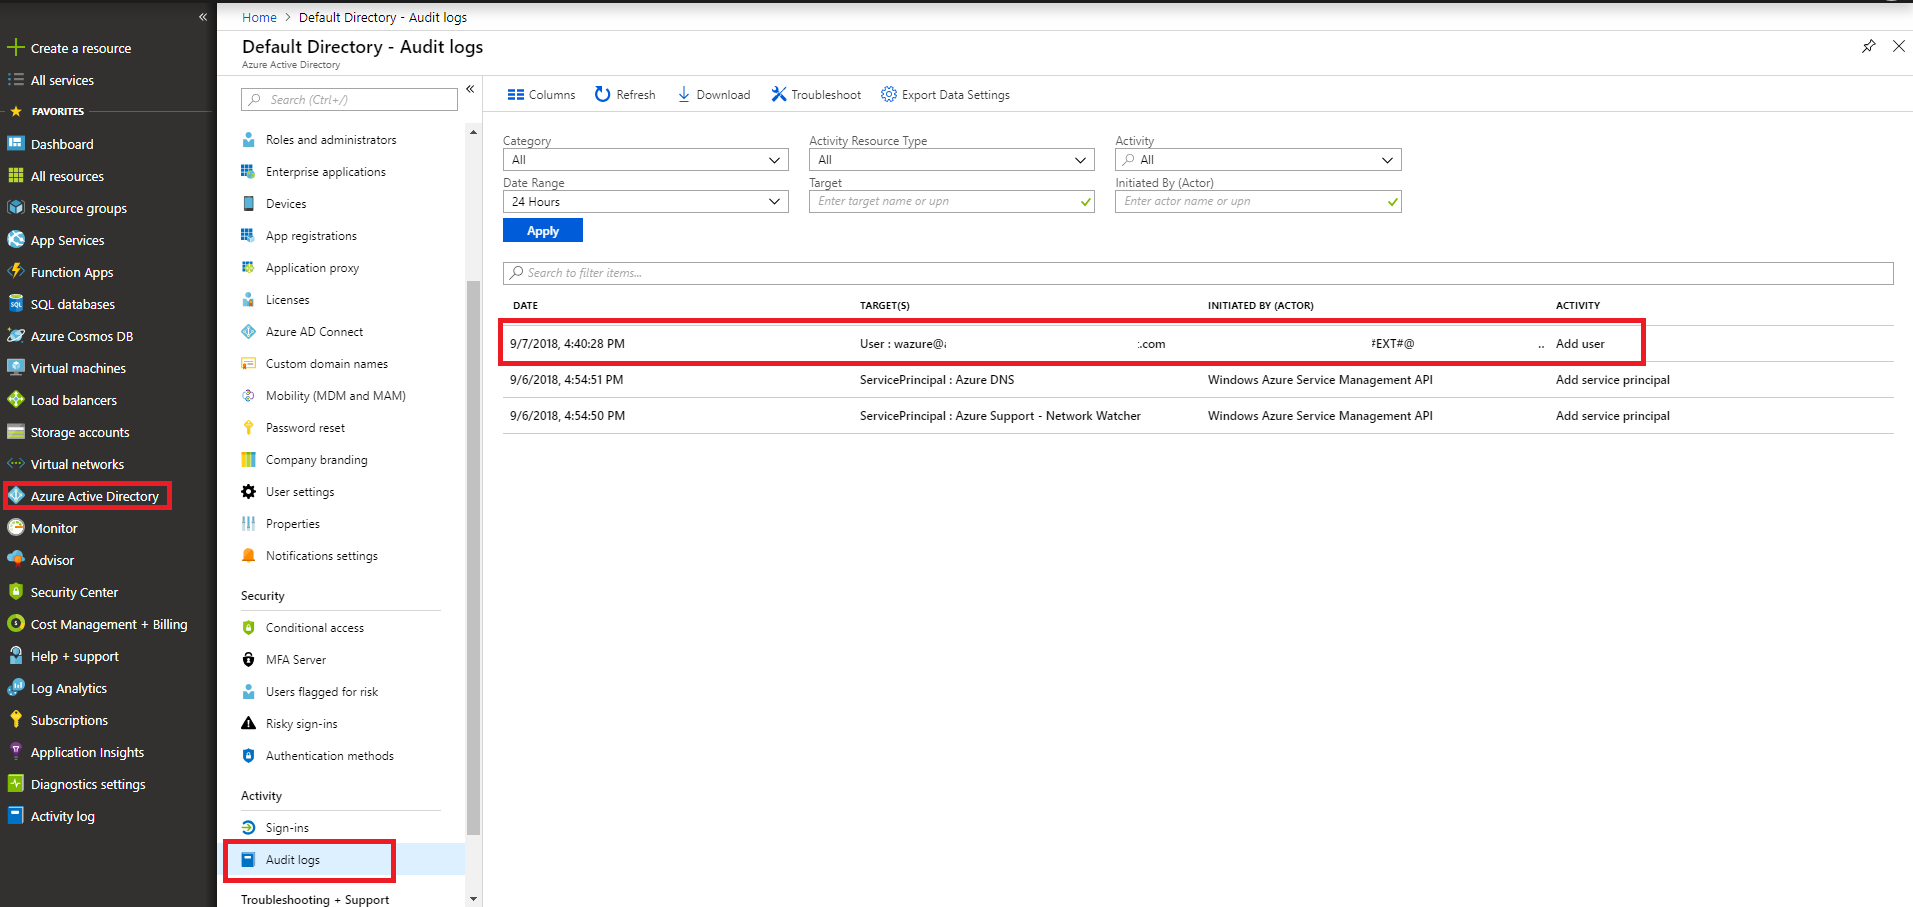 «
Create a resource
All services
FAVORITES
Dashboard
All resources
Resource groups
App Services
Function Apps
SQL databases
Azure Cosmos DB
Virtual machines
Load balancers
Storage accounts
Virtual networks
Azure Active Directory
Monitor
Advisor
Security Center
Cost Management + Billing
Help + support
Log Analytics
Subscriptions
Application Insights
Diagnostics settings
Activity log
Home > Default Directory - Audit logs
Default Directory - Audit logs
Azure Active Directory
Search (Ctrl+/)
«
Roles and administrators
Enterprise applications
Devices
App registrations
Application proxy
Licenses
Azure AD Connect
Custom domain names
Mobility (MDM and MAM)
Password reset
Company branding
User settings
Properties
Notifications settings
Security
Conditional access
MFA Server
Users flagged for risk
Risky sign-ins
Authentication methods
Activity
Sign-ins
Audit logs
Troubleshooting + Support
Columns Refresh Download Troubleshoot Export Data Settings
Category Activity Resource Type Activity
All All All
Date Range Target Initiated By (Actor)
24 Hours Enter target name or upn Enter actor name or upn
Apply
Search to filter items...
DATE TARGET(S) INITIATED BY (ACTOR) ACTIVITY
9/7/2018, 4:40:28 PM User : wazure@ .com #EXT#@ .. Add user
9/6/2018, 4:54:51 PM ServicePrincipal : Azure DNS Windows Azure Service Management API Add service principal
9/6/2018, 4:54:50 PM ServicePrincipal : Azure Support - Network Watcher Windows Azure Service Management API Add service principal